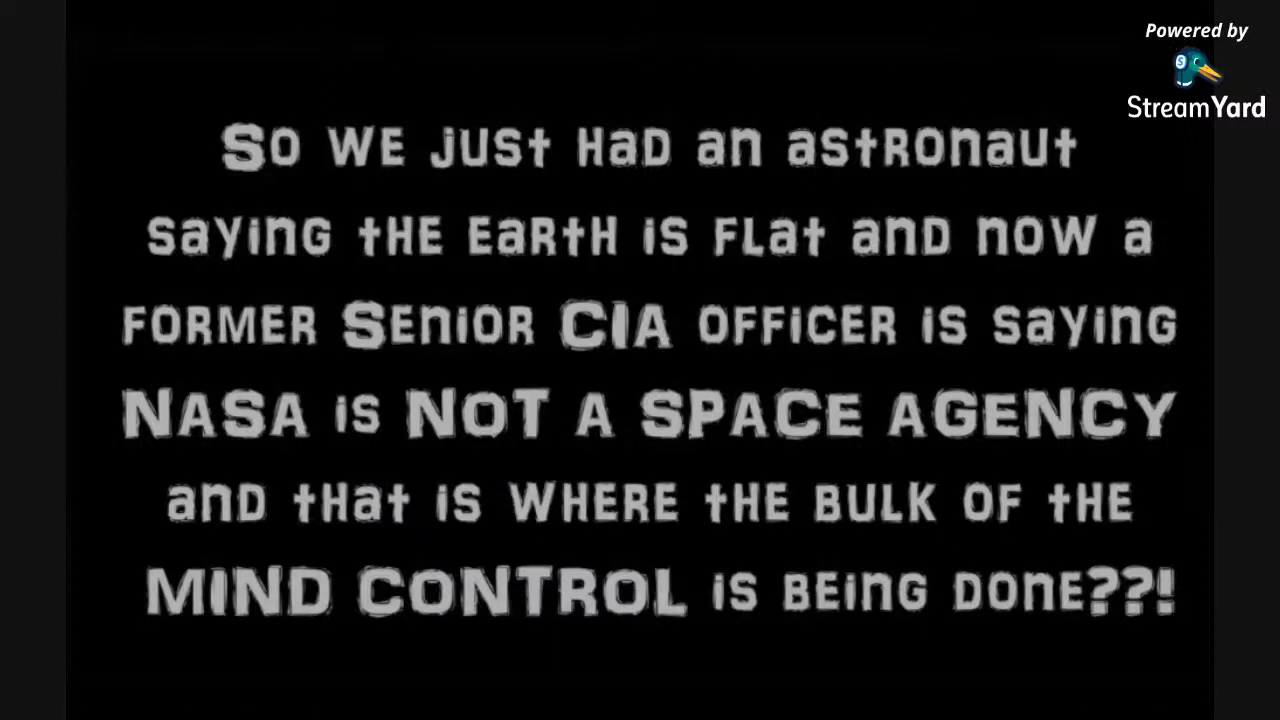 Powered by
StreamYard
So we just had an astronaut
saying the Earth is flat and now a
former Senior CIA officer is saying
NASA is NOT A SPACE AGENCY
and that is where the bulk of the
MIND CONTROL is being done??!